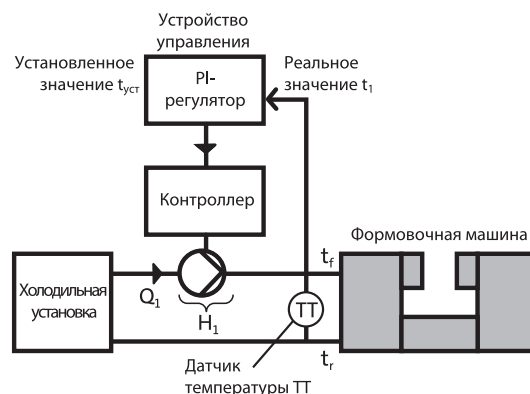 Устройство
управления
Установленное
значение tуст
PI-
регулятор
Реальное
значение t1
Контроллер
Формовочная машина
Холодильная
установка
Q1
H1
tf
TT
tr
Датчик
температуры ТТ